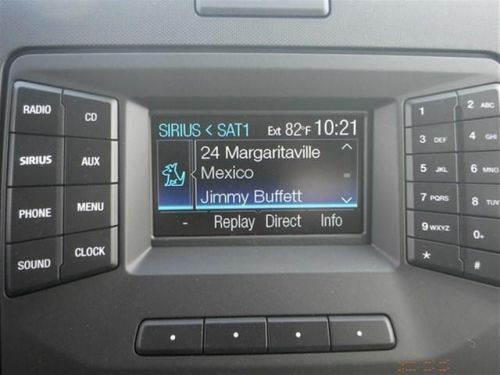 RADIO
CD
SIRIUS
AUX
PHONE
MENU
SOUND
CLOCK
SIRIUS < SAT1 Ext 82°F 10:21
24 Margaritaville
Mexico
Jimmy Buffett
- Replay Direct Info
1
2 ABC
3 DEF
4 GHI
5 JKL
6 MNO
7 PQRS
8 TUV
9 WXYZ
0 +
*
#